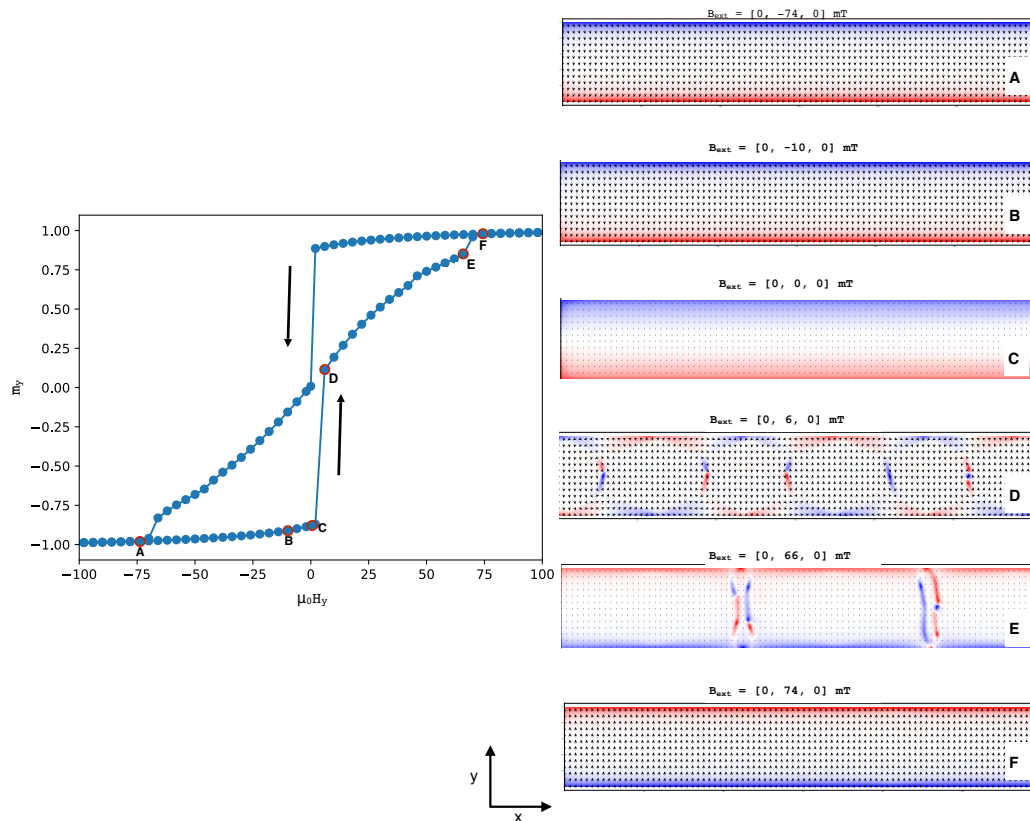 1.00
0.75
0.50
0.25
0.00
−0.25
−0.50
−0.75
−1.00
−100
−75
−50
−25
0
25
50
75
100
my
μ₀Hy
A
B
C
D
E
F
Bext = [0, -74, 0] mT
A
Bext = [0, -10, 0] mT
B
Bext = [0, 0, 0] mT
C
Bext = [0, 6, 0] mT
D
Bext = [0, 66, 0] mT
E
Bext = [0, 74, 0] mT
F
y
x